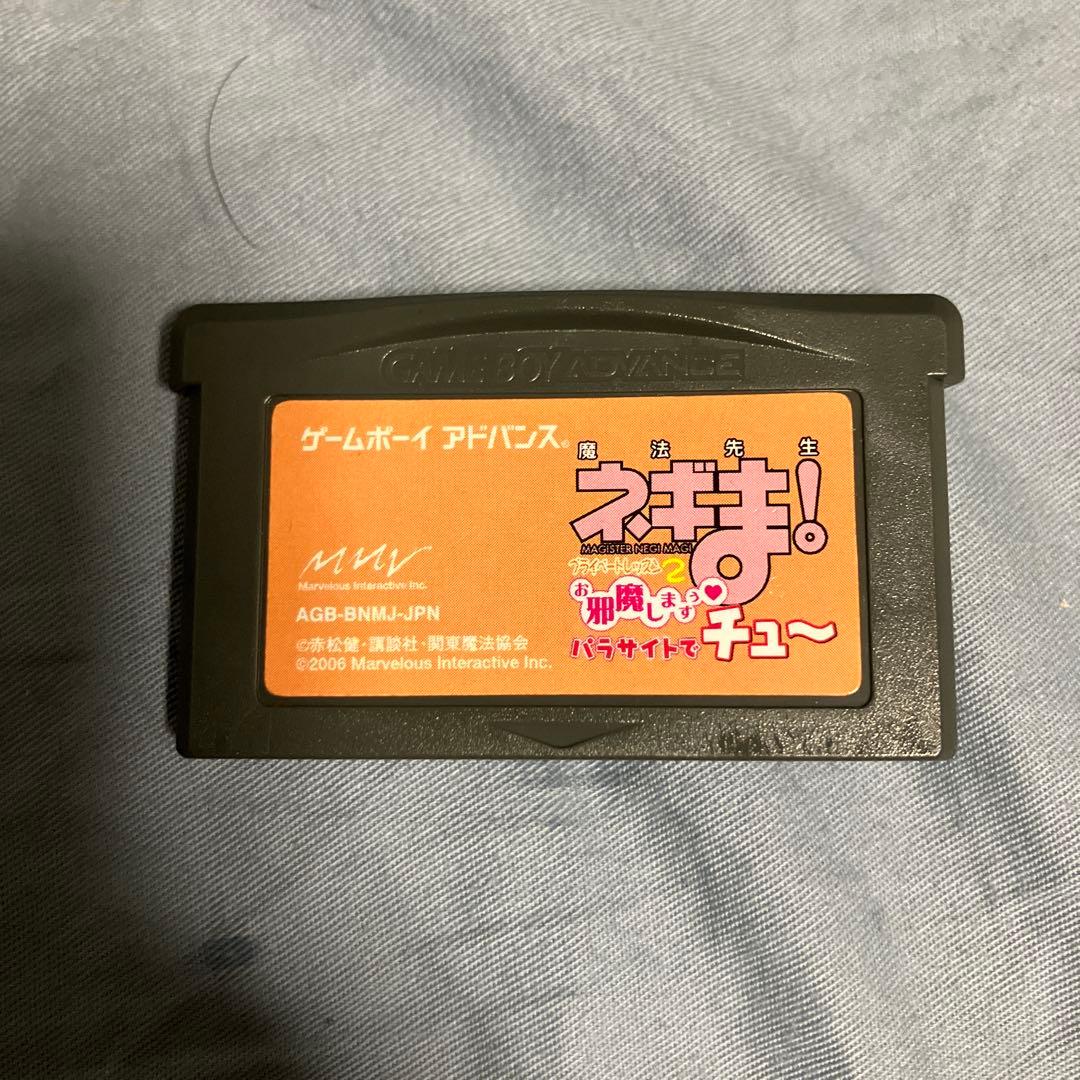 GAME BOY ADVANCE
ゲームボーイ アドバンス®
魔法先生
ネギま!
MAGISTER NEGI MAGI
プライベートレッスン2
お邪魔しますぅ♥
パラサイトでチュ〜
Marvelous Interactive Inc.
AGB-BNMJ-JPN
©赤松健・講談社・関東魔法協会
©2006 Marvelous Interactive Inc.